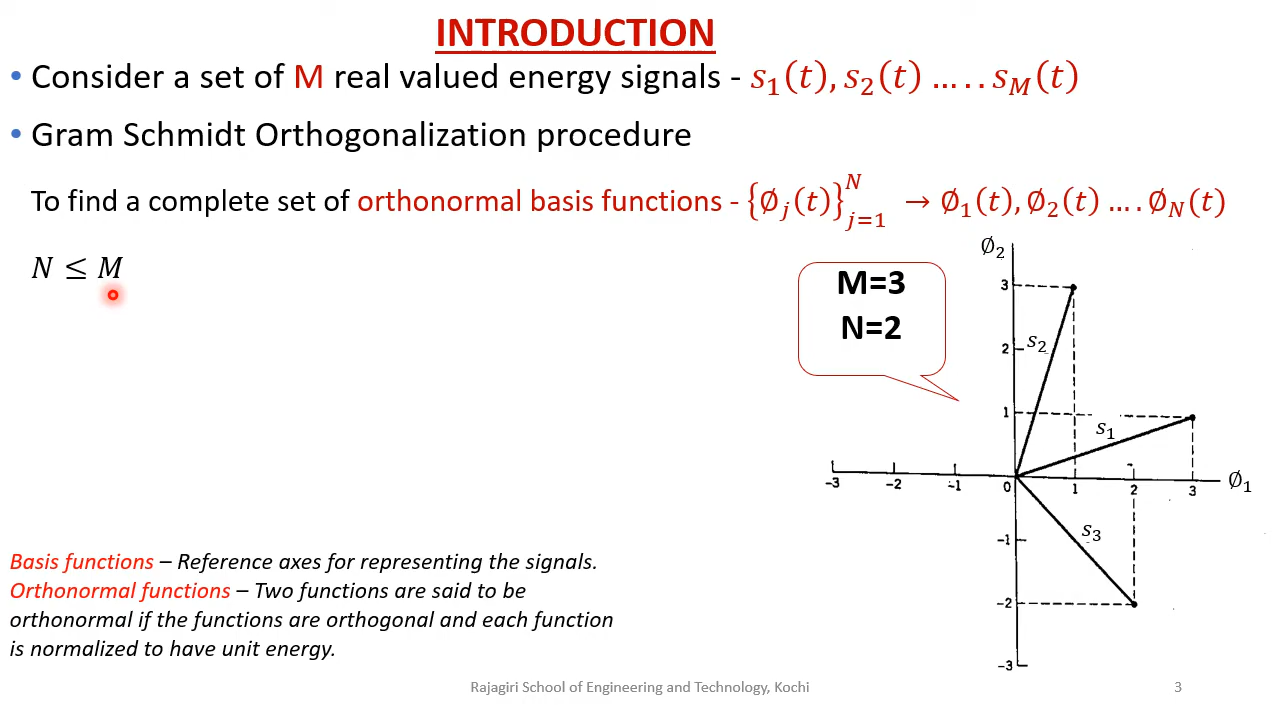 INTRODUCTION
• Consider a set of M real valued energy signals - s₁(t), s₂(t) ….. s_M(t)
• Gram Schmidt Orthogonalization procedure
To find a complete set of orthonormal basis functions - {∅ⱼ(t)}ᴺⱼ₌₁ → ∅₁(t), ∅₂(t) …. ∅_N(t)
N ≤ M
M=3
N=2
∅₂
3
2
s₂
1
s₁
-3 -2 -1 0 1 2 3
∅₁
s₃
-1
-2
-3
Basis functions – Reference axes for representing the signals.
Orthonormal functions – Two functions are said to be
orthonormal if the functions are orthogonal and each function
is normalized to have unit energy.
Rajagiri School of Engineering and Technology, Kochi
3